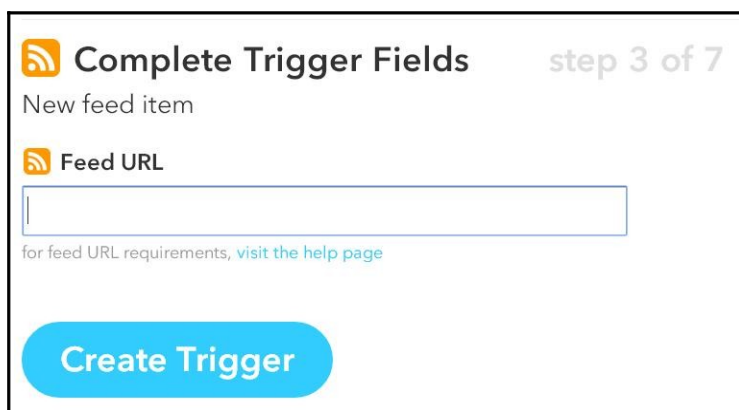 Complete Trigger Fields step 3 of 7
New feed item
Feed URL
for feed URL requirements, visit the help page
Create Trigger